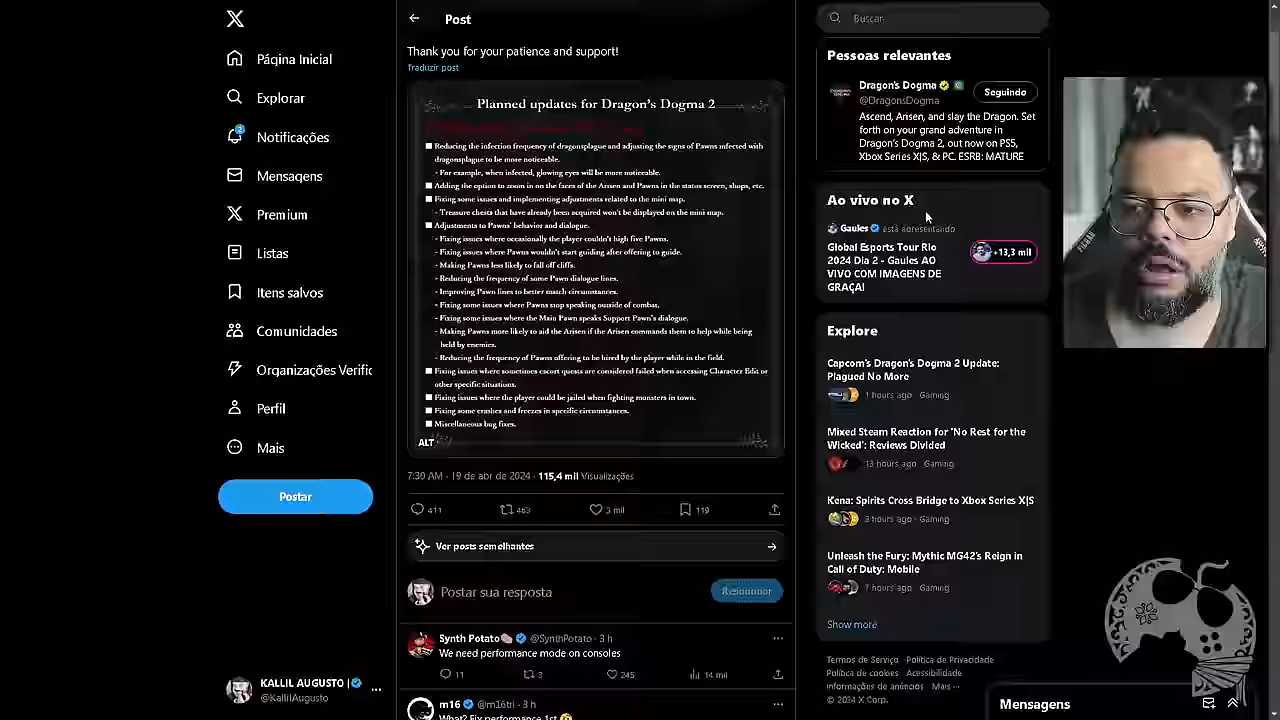 Post
Buscar
Página Inicial
Explorar
2
Notificações
Mensagens
Premium
Listas
Itens salvos
Comunidades
Organizações Verific
Perfil
Mais
Postar
KALLIL AUGUSTO |
@KallilAugusto
Thank you for your patience and support!
Traduzir post
Planned updates for Dragon's Dogma 2
Reducing the infection frequency of dragonsplague and adjusting the signs of Pawns infected with
dragonsplague to be more noticeable.
- For example, when infected, glowing eyes will be more noticeable.
Adding the option to zoom in on the faces of the Arisen and Pawns in the status screen, shops, etc.
Fixing some issues and implementing adjustments related to the mini map.
- Treasure chests that have already been acquired won't be displayed on the mini map.
Adjustments to Pawns' behavior and dialogue.
- Fixing issues where occasionally the player couldn't high five Pawns.
- Fixing issues where Pawns wouldn't start guiding after offering to guide.
- Making Pawns less likely to fall off cliffs.
- Reducing the frequency of some Pawn dialogue lines.
- Improving Pawn lines to better match circumstances.
- Fixing some issues where Pawns stop speaking outside of combat.
- Fixing some issues where the Main Pawn speaks Support Pawn's dialogue.
- Making Pawns more likely to aid the Arisen if the Arisen commands them to help while being
held by enemies.
- Reducing the frequency of Pawns offering to be hired by the player while in the field.
Fixing issues where sometimes escort quests are considered failed when accessing Character Edit or
other specific situations.
Fixing issues where the player could be jailed when fighting monsters in town.
Fixing some crashes and freezes in specific circumstances.
Miscellaneous bug fixes.
ALT
7:30 AM · 19 de abr de 2024 · 115,4 mil Visualizações
411 463 3 mil 119
Ver posts semelhantes
Postar sua resposta
Responder
Synth Potato @SynthPotato · 3 h
We need performance mode on consoles
11 3 245 14 mil
m16 @m16tri · 3 h
What? Fix performance 1st
Pessoas relevantes
Dragon's Dogma
@DragonsDogma
Seguindo
Ascend, Arisen, and slay the Dragon. Set
forth on your grand adventure in
Dragon's Dogma 2, out now on PS5,
Xbox Series X|S, & PC. ESRB: MATURE
Ao vivo no X
Gaules está apresentando
Global Esports Tour Rio
2024 Dia 2 - Gaules AO
VIVO COM IMAGENS DE
GRAÇA!
+13,3 mil
Explore
Capcom's Dragon's Dogma 2 Update:
Plagued No More
1 hours ago · Gaming
Mixed Steam Reaction for 'No Rest for the
Wicked': Reviews Divided
13 hours ago · Gaming
Kena: Spirits Cross Bridge to Xbox Series X|S
3 hours ago · Gaming
Unleash the Fury: Mythic MG42's Reign in
Call of Duty: Mobile
7 hours ago · Gaming
Show more
Termos de Serviço Política de Privacidade
Política de cookies Acessibilidade
Informações de anúncios Mais ···
© 2024 X Corp.
Mensagens